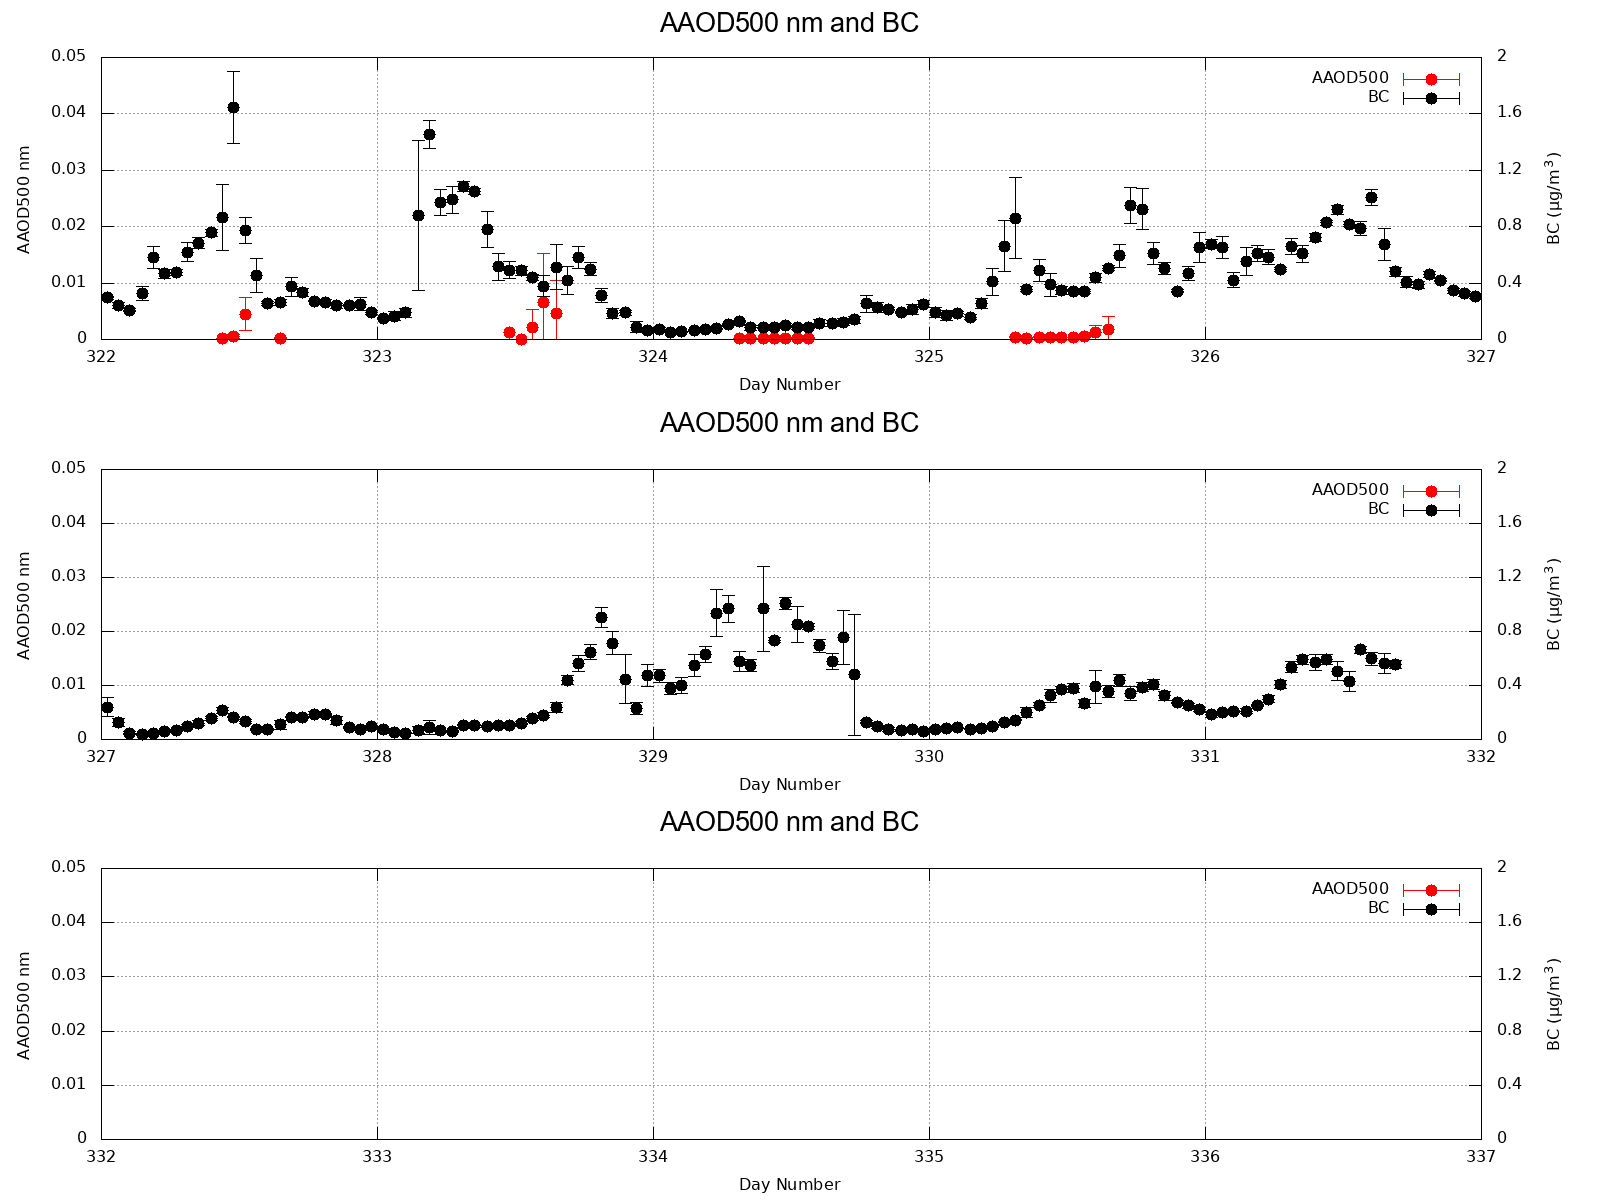 AAOD500 nm and BC
0.05 2
AAOD500
BC
0.04 1.6
0.03 1.2
0.02 0.8
0.01 0.4
0 0
AAOD500 nm
BC (µg/m3)
322 323 324 325 326 327
Day Number
AAOD500 nm and BC
0.05 2
AAOD500
BC
0.04 1.6
0.03 1.2
0.02 0.8
0.01 0.4
0 0
AAOD500 nm
BC (µg/m3)
327 328 329 330 331 332
Day Number
AAOD500 nm and BC
0.05 2
AAOD500
BC
0.04 1.6
0.03 1.2
0.02 0.8
0.01 0.4
0 0
AAOD500 nm
BC (µg/m3)
332 333 334 335 336 337
Day Number